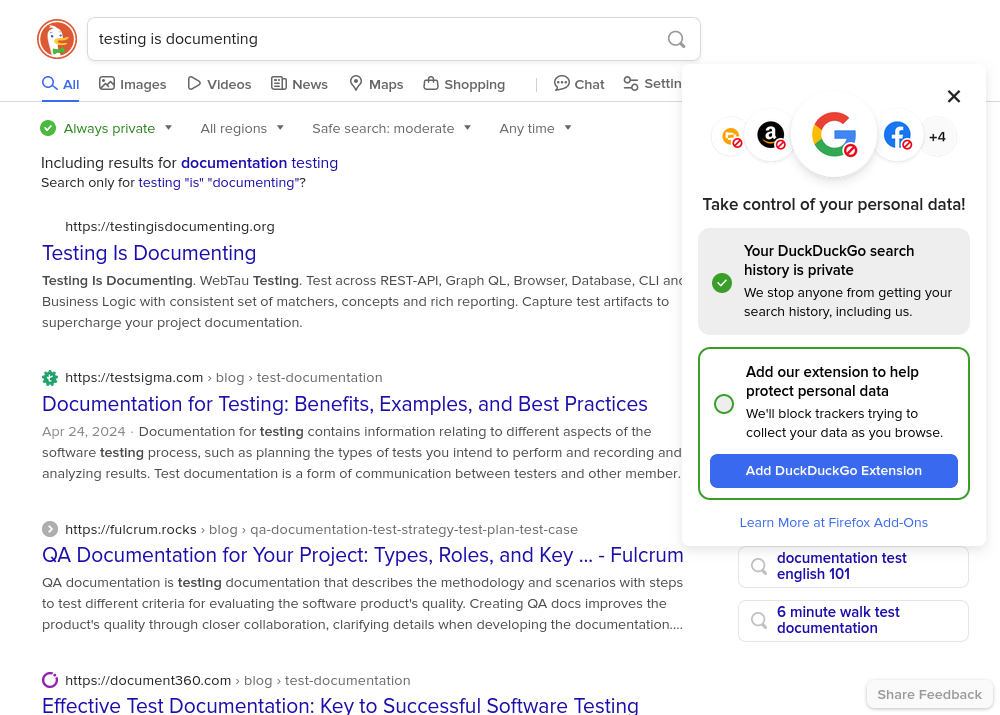 testing is documenting
All
Images
Videos
News
Maps
Shopping
Chat
Settin
Always private
All regions
Safe search: moderate
Any time
Including results for documentation testing
Search only for testing "is" "documenting"?
https://testingisdocumenting.org
Testing Is Documenting
Testing Is Documenting. WebTau Testing. Test across REST-API, Graph QL, Browser, Database, CLI and
Business Logic with consistent set of matchers, concepts and rich reporting. Capture test artifacts to
supercharge your project documentation.
https://testsigma.com › blog › test-documentation
Documentation for Testing: Benefits, Examples, and Best Practices
Apr 24, 2024 · Documentation for testing contains information relating to different aspects of the
software testing process, such as planning the types of tests you intend to perform and recording and
analyzing results. Test documentation is a form of communication between testers and other member.
https://fulcrum.rocks › blog › qa-documentation-test-strategy-test-plan-test-case
QA Documentation for Your Project: Types, Roles, and Key ... - Fulcrum
QA documentation is testing documentation that describes the methodology and scenarios with steps
to test different criteria for evaluating the software product's quality. Creating QA docs improves the
product's quality through closer collaboration, clarifying details when developing the documentation....
https://document360.com › blog › test-documentation
Effective Test Documentation: Key to Successful Software Testing
+4
Take control of your personal data!
Your DuckDuckGo search
history is private
We stop anyone from getting your
search history, including us.
Add our extension to help
protect personal data
We'll block trackers trying to
collect your data as you browse.
Add DuckDuckGo Extension
Learn More at Firefox Add-Ons
documentation test
english 101
6 minute walk test
documentation
Share Feedback